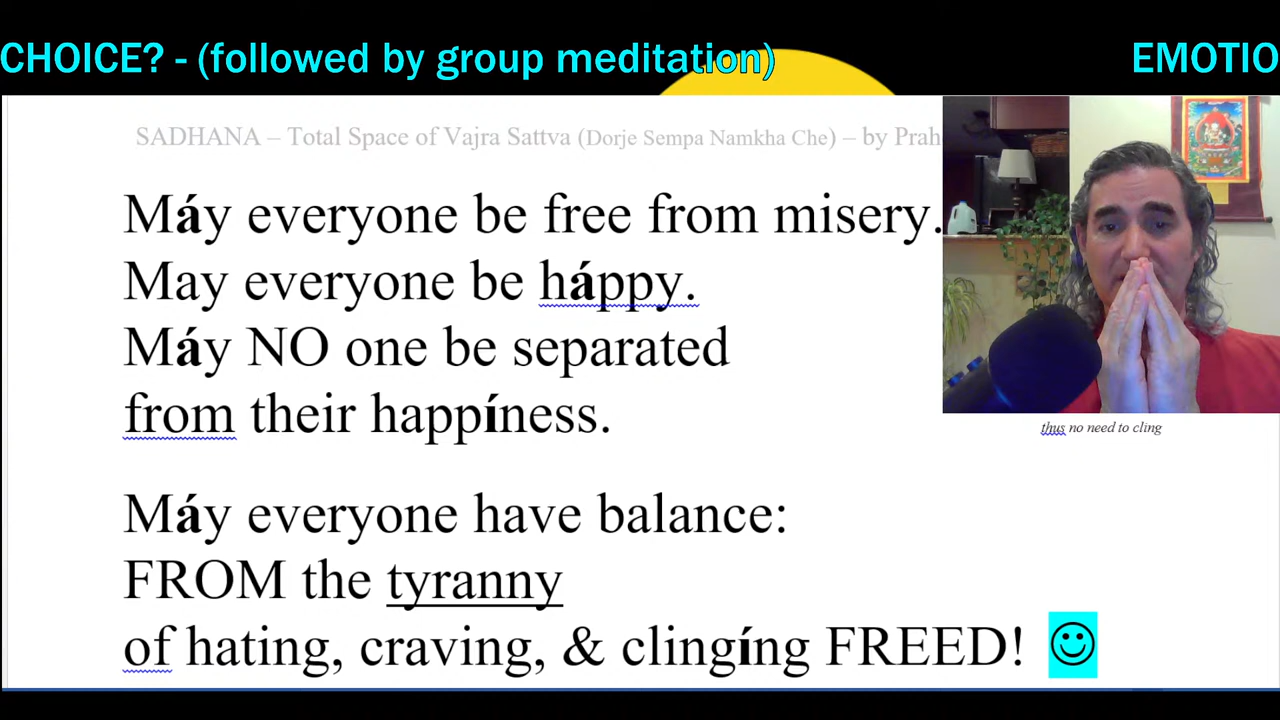 CHOICE? - (followed by group meditation) EMOTIO
SADHANA – Total Space of Vajra Sattva (Dorje Sempa Namkha Che) – by Prah
Máy everyone be free from misery.
May everyone be háppy.
Máy NO one be separated
from their happíness.
thus no need to cling
Máy everyone have balance:
FROM the tyranny
of hating, craving, & clingíng FREED! ☺